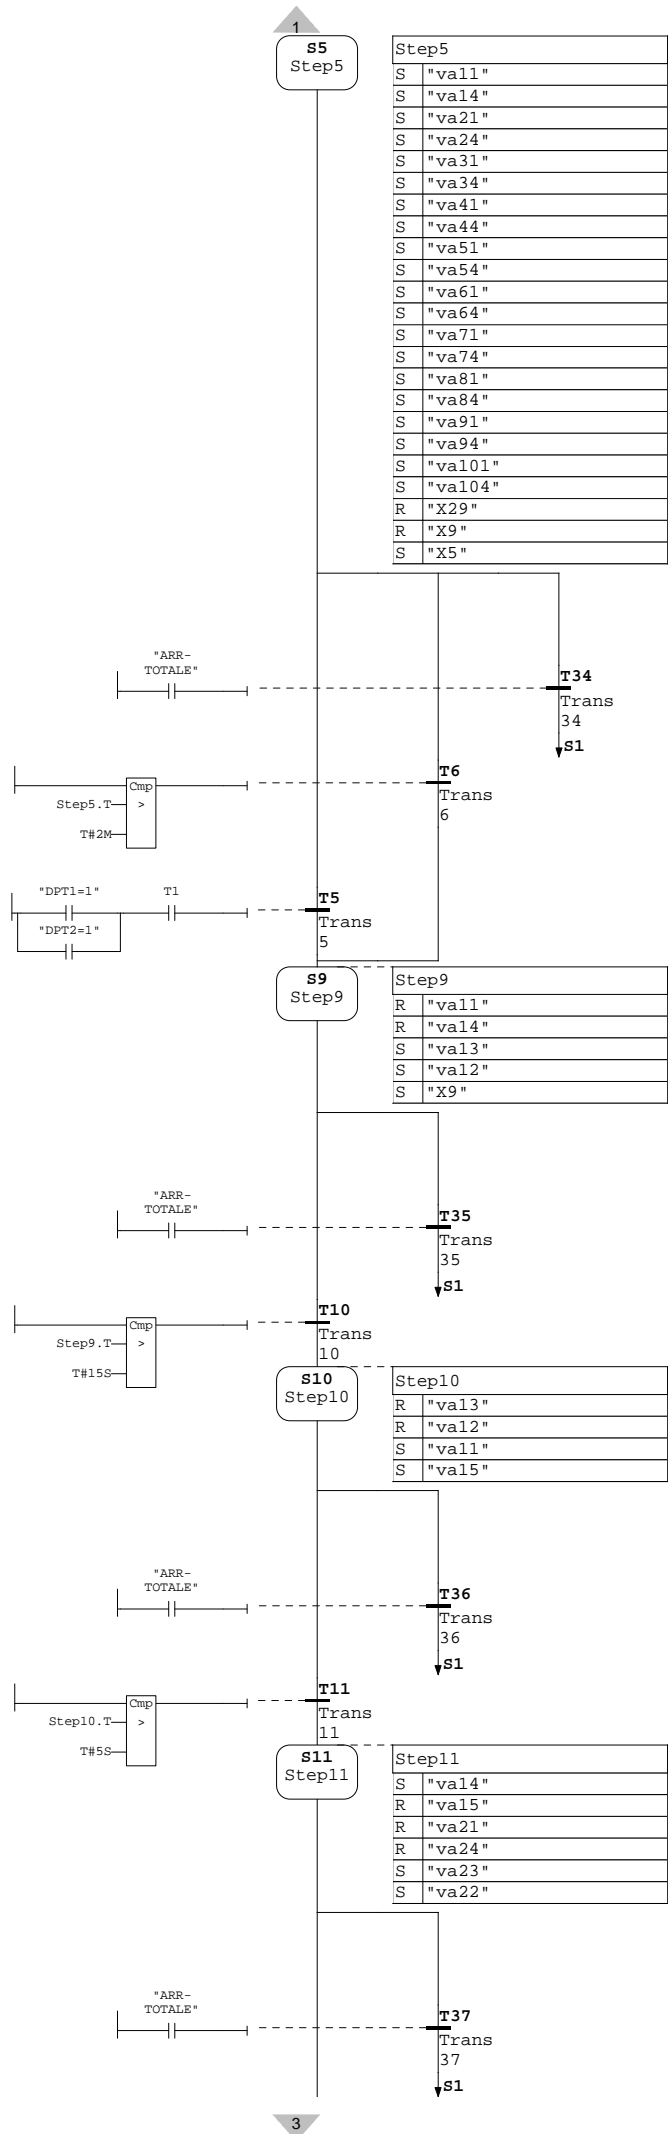 1
S5
Step5
Step5
S "va11"
S "va14"
S "va21"
S "va24"
S "va31"
S "va34"
S "va41"
S "va44"
S "va51"
S "va54"
S "va61"
S "va64"
S "va71"
S "va74"
S "va81"
S "va84"
S "va91"
S "va94"
S "va101"
S "va104"
R "X29"
R "X9"
S "X5"
"ARR-
TOTALE"
T34
Trans
34
S1
Cmp
Step5.T >
T#2M
T6
Trans
6
"DPT1=1" T1
"DPT2=1"
T5
Trans
5
S9
Step9
Step9
R "va11"
R "va14"
S "va13"
S "va12"
S "X9"
"ARR-
TOTALE"
T35
Trans
35
S1
Cmp
Step9.T >
T#15S
T10
Trans
10
S10
Step10
Step10
R "va13"
R "va12"
S "va11"
S "va15"
"ARR-
TOTALE"
T36
Trans
36
S1
Cmp
Step10.T >
T#5S
T11
Trans
11
S11
Step11
Step11
S "va14"
R "va15"
R "va21"
R "va24"
S "va23"
S "va22"
"ARR-
TOTALE"
T37
Trans
37
S1
3